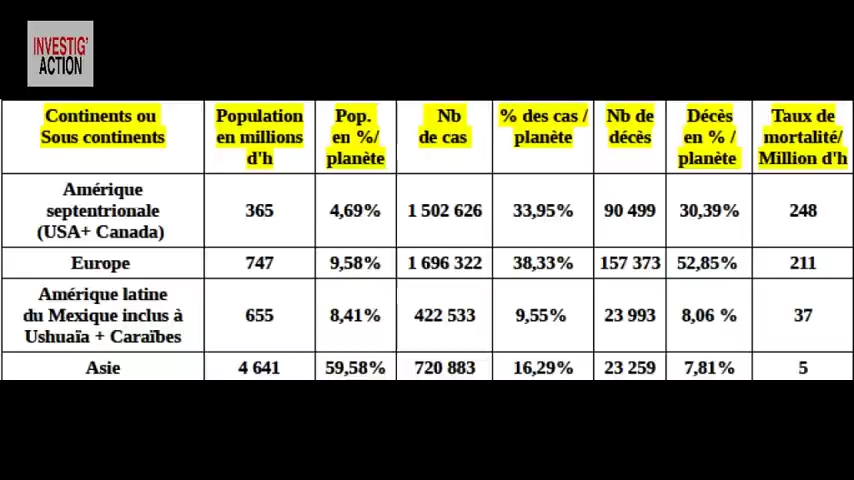 INVESTIG'
ACTION
Continents ou
Sous continents
Population
en millions
d'h
Pop.
en %/
planète
Nb
de cas
% des cas /
planète
Nb de
décès
Décès
en % /
planète
Taux de
mortalité/
Million d'h
Amérique
septentrionale
(USA+ Canada)
365
4,69%
1 502 626
33,95%
90 499
30,39%
248
Europe
747
9,58%
1 696 322
38,33%
157 373
52,85%
211
Amérique latine
du Mexique inclus à
Ushuaïa + Caraïbes
655
8,41%
422 533
9,55%
23 993
8,06 %
37
Asie
4 641
59,58%
720 883
16,29%
23 259
7,81%
5